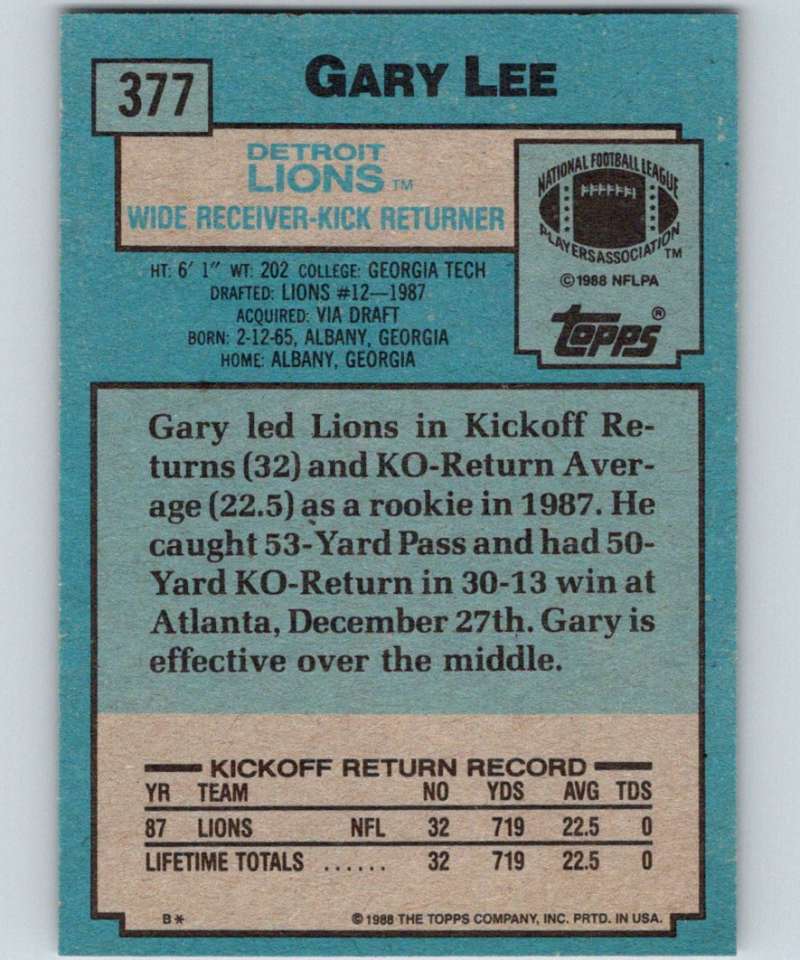 377
GARY LEE
DETROIT
LIONS™
WIDE RECEIVER-KICK RETURNER
NATIONAL FOOTBALL LEAGUE
PLAYERS ASSOCIATION™
©1988 NFLPA
TOPPS®
HT: 6' 1" WT: 202 COLLEGE: GEORGIA TECH
DRAFTED: LIONS #12—1987
ACQUIRED: VIA DRAFT
BORN: 2-12-65, ALBANY, GEORGIA
HOME: ALBANY, GEORGIA
Gary led Lions in Kickoff Re-
turns (32) and KO-Return Aver-
age (22.5) as a rookie in 1987. He
caught 53-Yard Pass and had 50-
Yard KO-Return in 30-13 win at
Atlanta, December 27th. Gary is
effective over the middle.
KICKOFF RETURN RECORD
YR TEAM NO YDS AVG TDS
87 LIONS NFL 32 719 22.5 0
LIFETIME TOTALS ...... 32 719 22.5 0
B* ©1988 THE TOPPS COMPANY, INC. PRTD. IN USA.